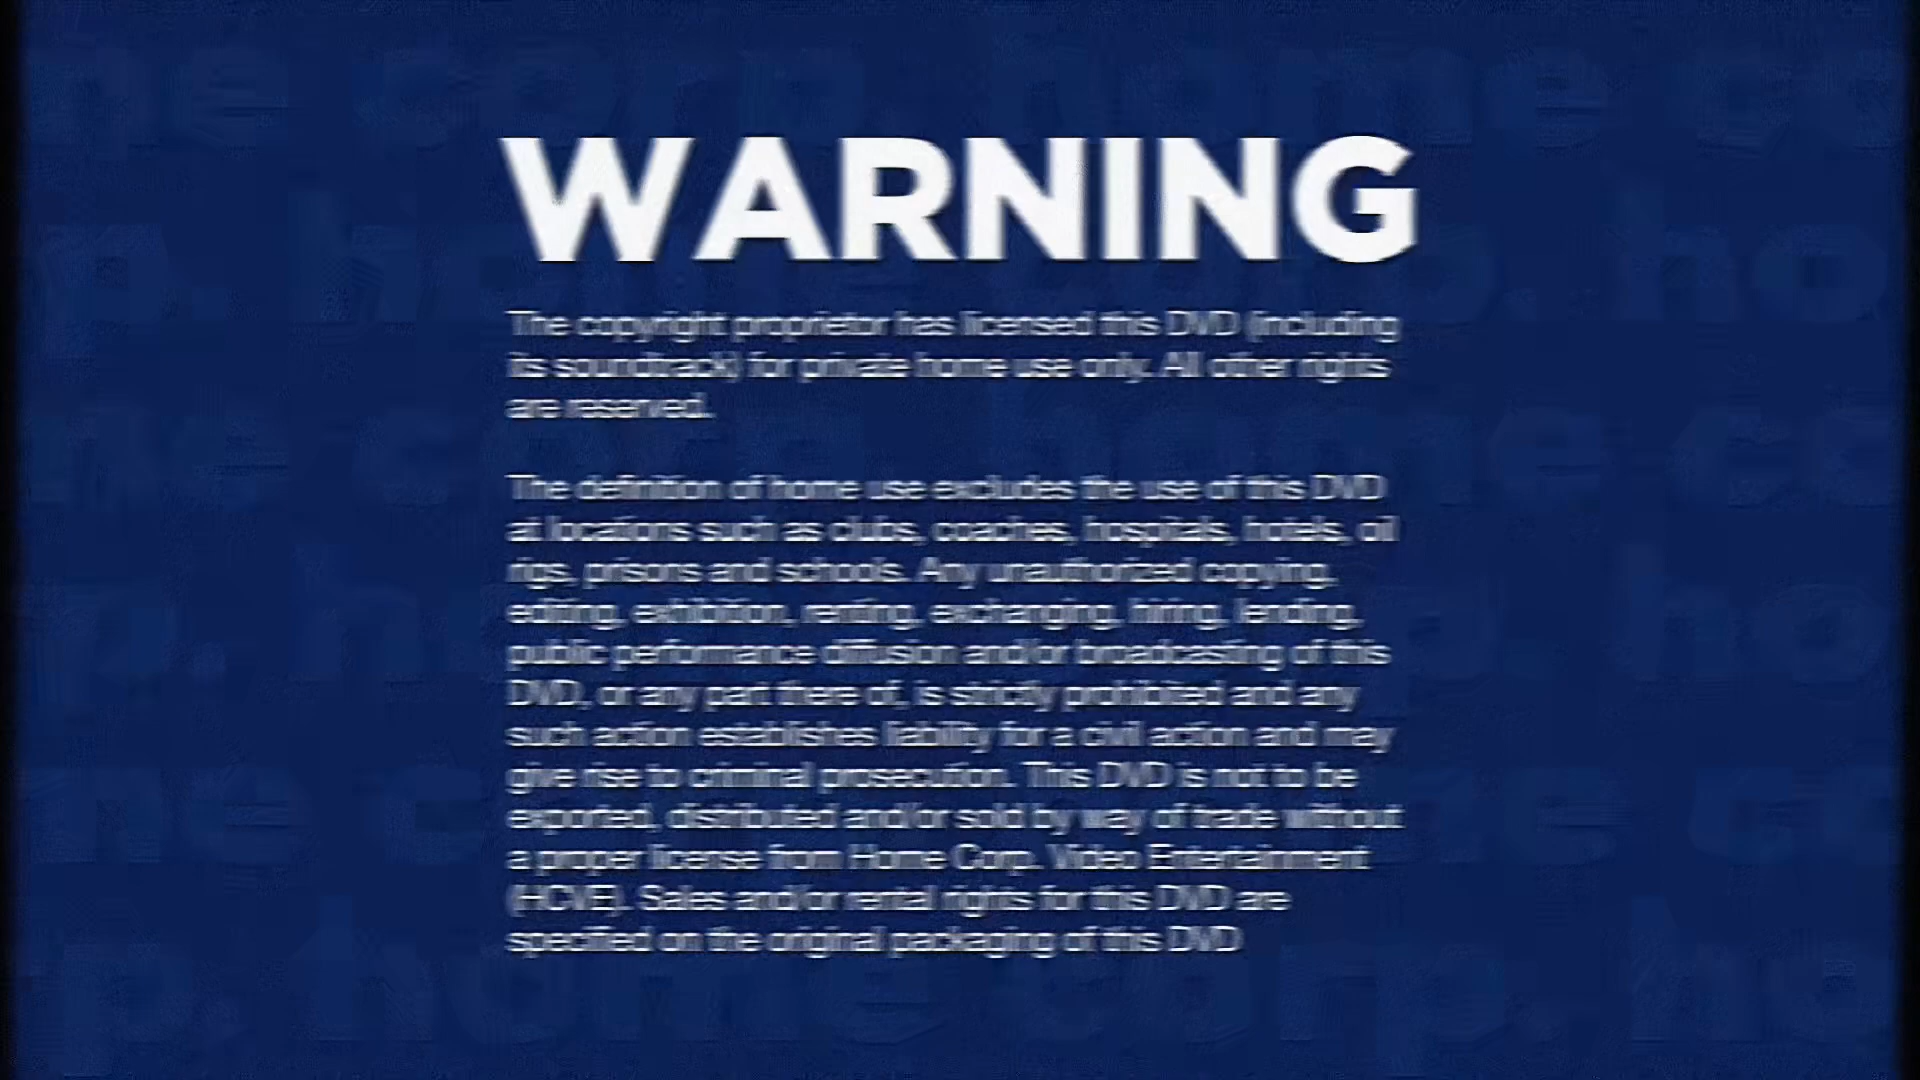 WARNING
The copyright proprietor has licensed this DVD (including
its soundtrack) for private home use only. All other rights
are reserved.
The definition of home use excludes the use of this DVD
at locations such as clubs, coaches, hospitals, hotels, oil
rigs, prisons and schools. Any unauthorized copying,
editing, exhibition, renting, exchanging, hiring, lending,
public performance diffusion and/or broadcasting of this
DVD, or any part there of, is strictly prohibited and any
such action establishes liability for a civil action and may
give rise to criminal prosecution. This DVD is not to be
exported, distributed and/or sold by way of trade without
a proper license from Home Corp. Video Entertainment
(HCVE). Sales and/or rental rights for this DVD are
specified on the original packaging of this DVD